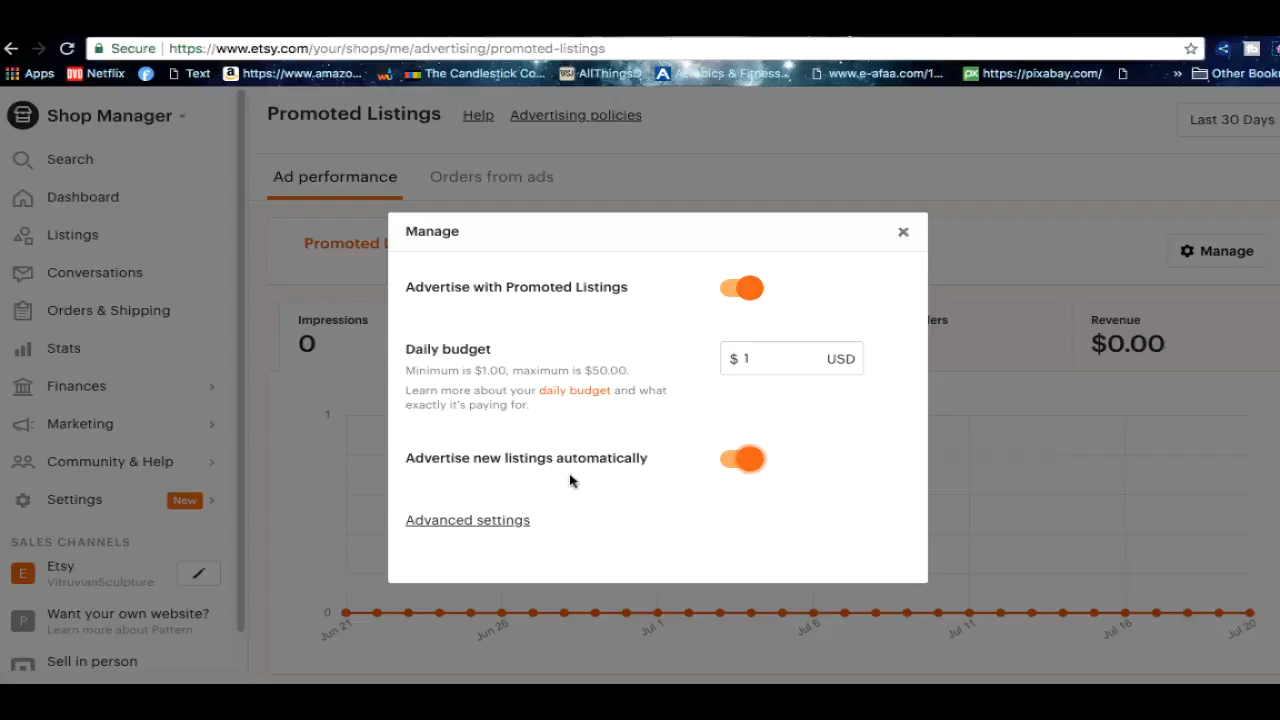 Secure https://www.etsy.com/your/shops/me/advertising/promoted-listings
Apps Netflix Text https://www.amazo... The Candlestick Co... AllThingsD Aerobics & Fitness... www.e-afaa.com/1... https://pixabay.com/ » Other Book
Shop Manager
Search
Dashboard
Listings
Conversations
Orders & Shipping
Stats
Finances
Marketing
Community & Help
Settings New
SALES CHANNELS
E Etsy
VitruvianSculpture
P Want your own website?
Learn more about Pattern
Sell in person
Promoted Listings Help Advertising policies Last 30 Days
Ad performance Orders from ads
Promoted L
Manage
Impressions
0
ers
Revenue
$0.00
Manage
Advertise with Promoted Listings
Daily budget $ 1 USD
Minimum is $1.00, maximum is $50.00.
Learn more about your daily budget and what
exactly it's paying for.
Advertise new listings automatically
Advanced settings
1
0
Jun 21 Jun 26 Jul 1 Jul 6 Jul 11 Jul 16 Jul 20